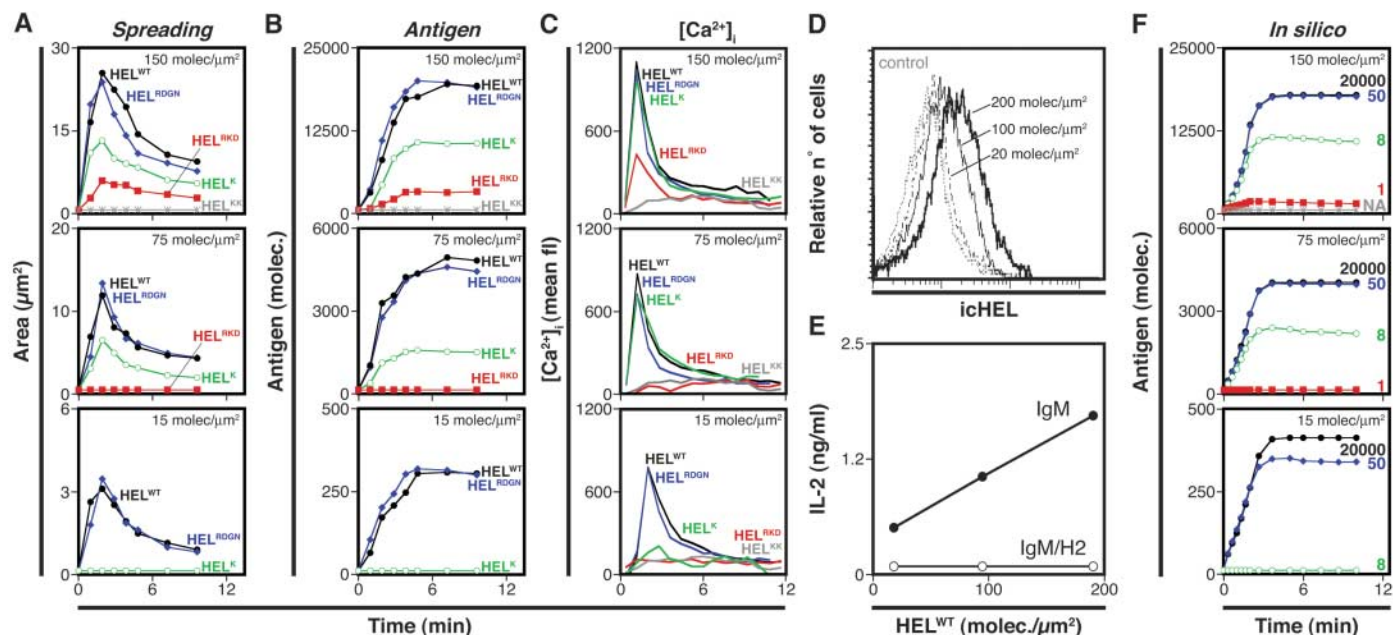 A
Spreading
30
150 molec/μm²
HELWT
HELRDGN
15
HELRKD
HELK
HELKK
0
20
75 molec/μm²
HELWT
HELRDGN
10
HELRKD
HELK
0
6
15 molec/μm²
HELWT
3
HELRDGN
HELK
0
0
6
12
Area (μm²)
B
Antigen
25000
150 molec/μm²
HELWT
HELRDGN
12500
HELK
HELRKD
0
6000
75 molec/μm²
HELWT
HELRDGN
3000
HELK
HELRKD
0
500
15 molec/μm²
HELWT
HELRDGN
250
HELK
0
0
6
12
Antigen (molec.)
C
[Ca²⁺]i
1200
150 molec/μm²
HELWT
HELRDGN
HELK
600
HELRKD
HELKK
0
1200
75 molec/μm²
HELWT
HELRDGN
HELK
600
HELRKD
HELKK
0
1200
15 molec/μm²
HELWT
HELRDGN
600
HELK
HELRKD
HELKK
0
0
6
12
[Ca²⁺]i (mean fl)
Time (min)
D
control
200 molec/μm²
100 molec/μm²
20 molec/μm²
Relative n° of cells
icHEL
E
2.5
IgM
1.2
IgM/H2
0
0
100
200
IL-2 (ng/ml)
HELWT (molec./μm²)
F
In silico
25000
150 molec/μm²
20000
50
12500
8
1
NA
0
6000
75 molec/μm²
20000
50
3000
8
1
0
500
15 molec/μm²
20000
50
250
8
0
0
6
12
Antigen (molec.)
Time (min)